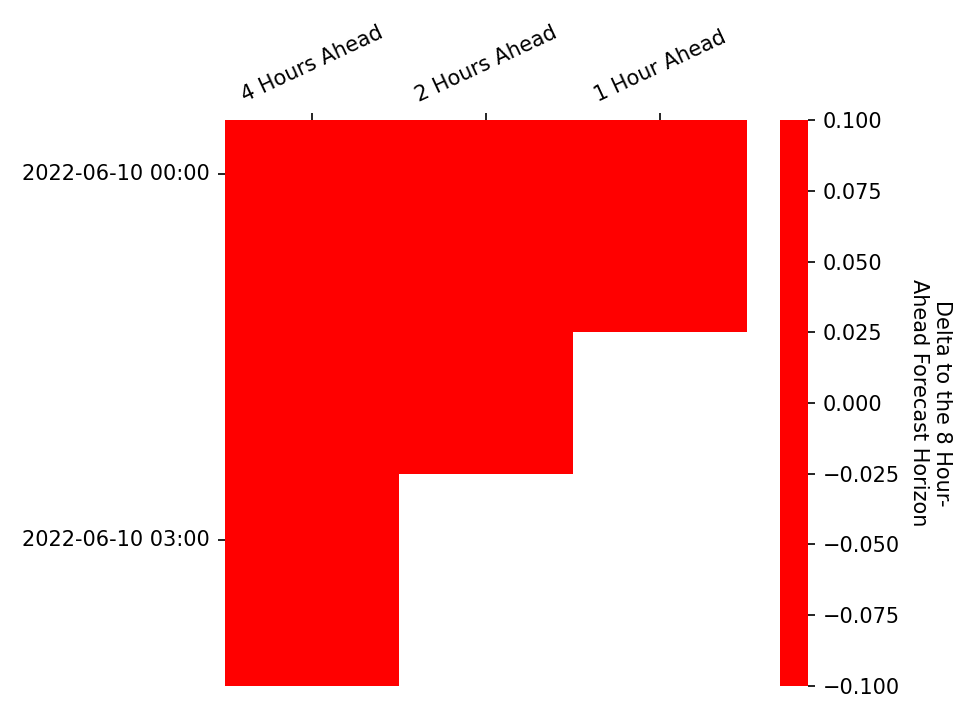 4 Hours Ahead
2 Hours Ahead
1 Hour Ahead
2022-06-10 00:00
2022-06-10 03:00
0.100
0.075
0.050
0.025
0.000
−0.025
−0.050
−0.075
−0.100
Delta to the 8 Hour-
Ahead Forecast Horizon